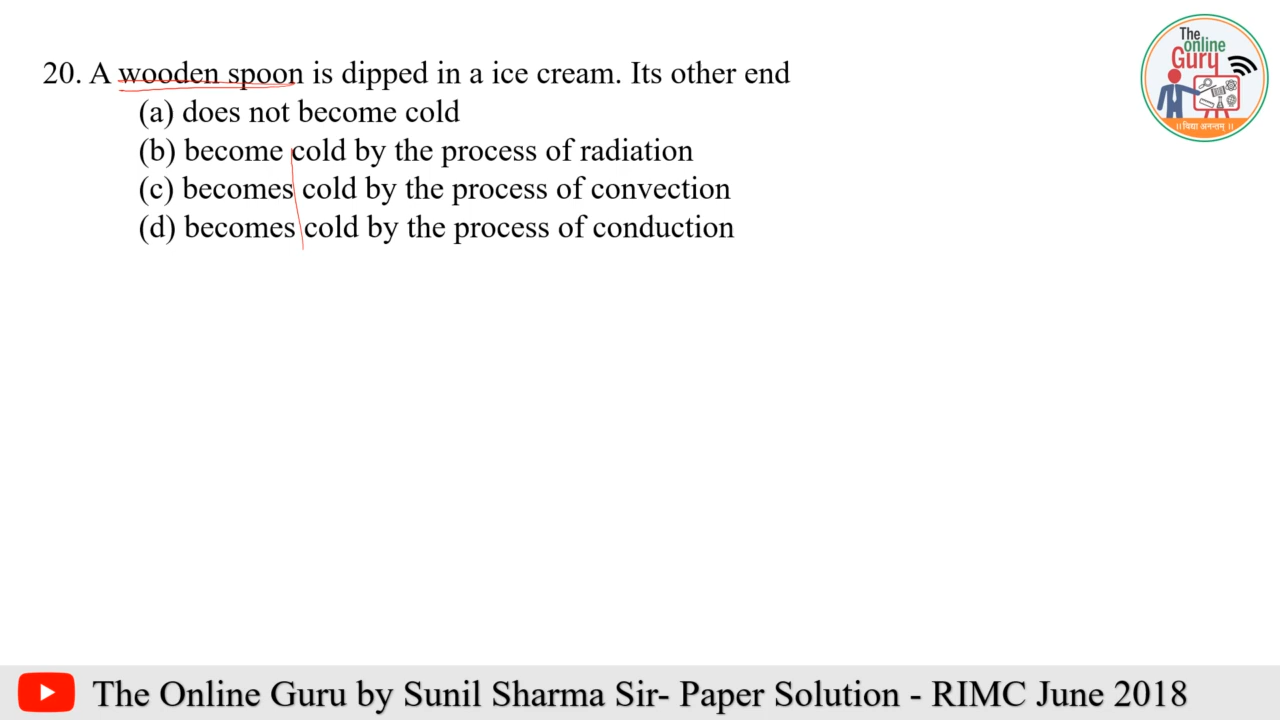 The
online
Guru
।। विद्या अनन्तम् ।।
20. A wooden spoon is dipped in a ice cream. Its other end
(a) does not become cold
(b) become cold by the process of radiation
(c) becomes cold by the process of convection
(d) becomes cold by the process of conduction
The Online Guru by Sunil Sharma Sir- Paper Solution - RIMC June 2018